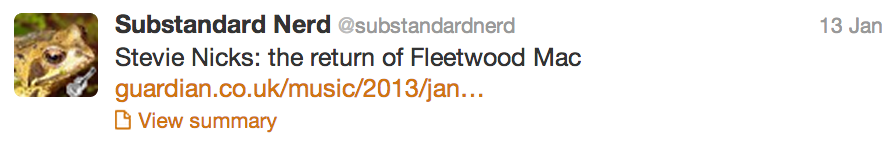 Substandard Nerd @substandardnerd 13 Jan
Stevie Nicks: the return of Fleetwood Mac
guardian.co.uk/music/2013/jan…
View summary